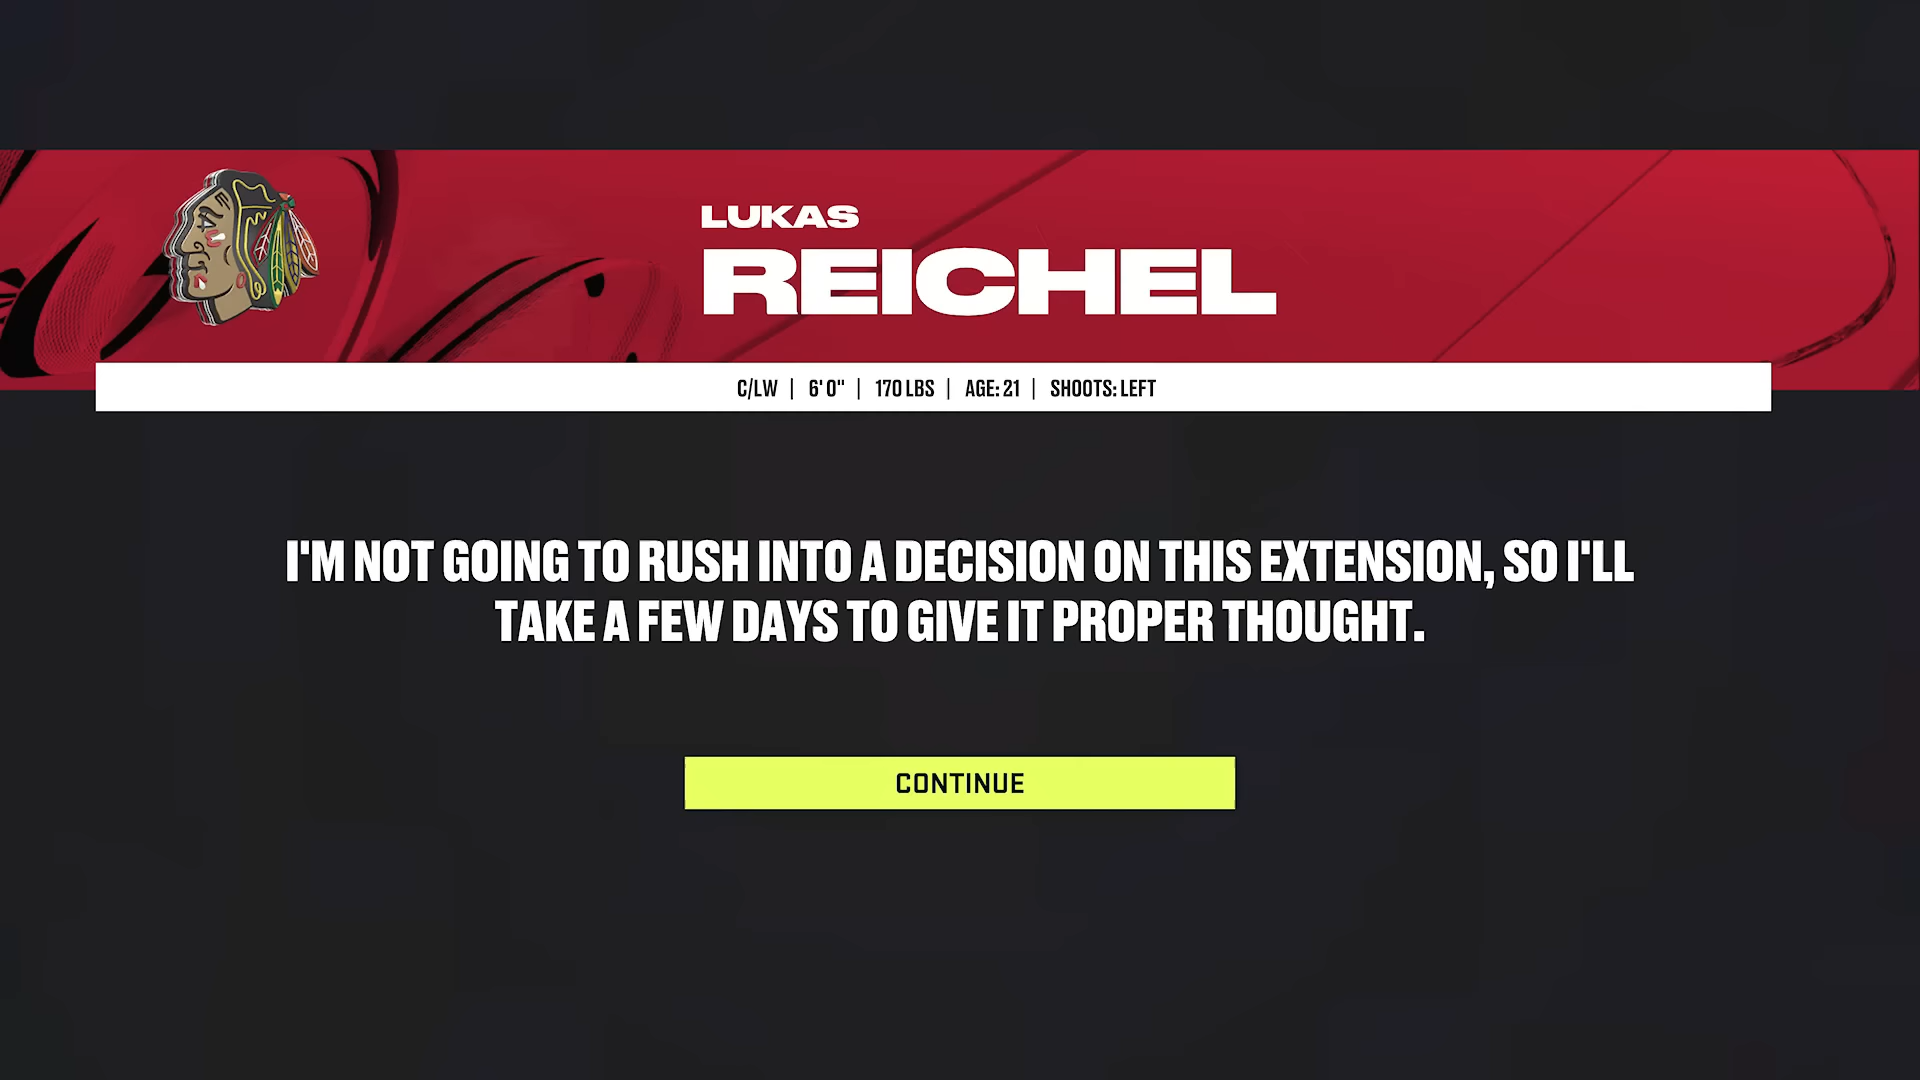 LUKAS
REICHEL
C/LW | 6' 0" | 170 LBS | AGE: 21 | SHOOTS: LEFT
I'M NOT GOING TO RUSH INTO A DECISION ON THIS EXTENSION, SO I'LL
TAKE A FEW DAYS TO GIVE IT PROPER THOUGHT.
CONTINUE